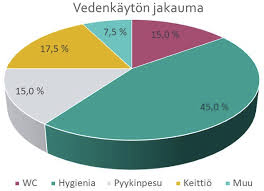 Vedenkäytön jakauma
7,5 %
15,0 %
17,5 %
15,0 %
45,0 %
WC Hygienia Pyykinpesu Keittiö Muu